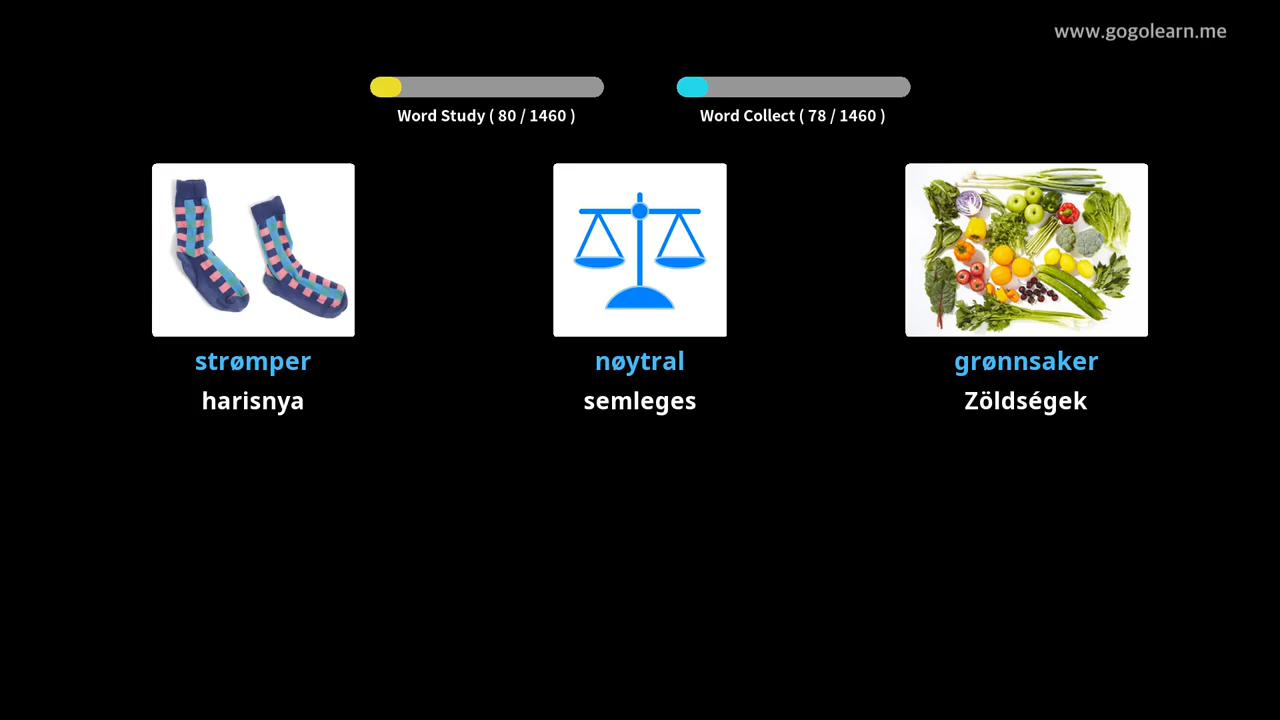 www.gogolearn.me
Word Study ( 80 / 1460 )
Word Collect ( 78 / 1460 )
strømper
harisnya
nøytral
semleges
grønnsaker
Zöldségek